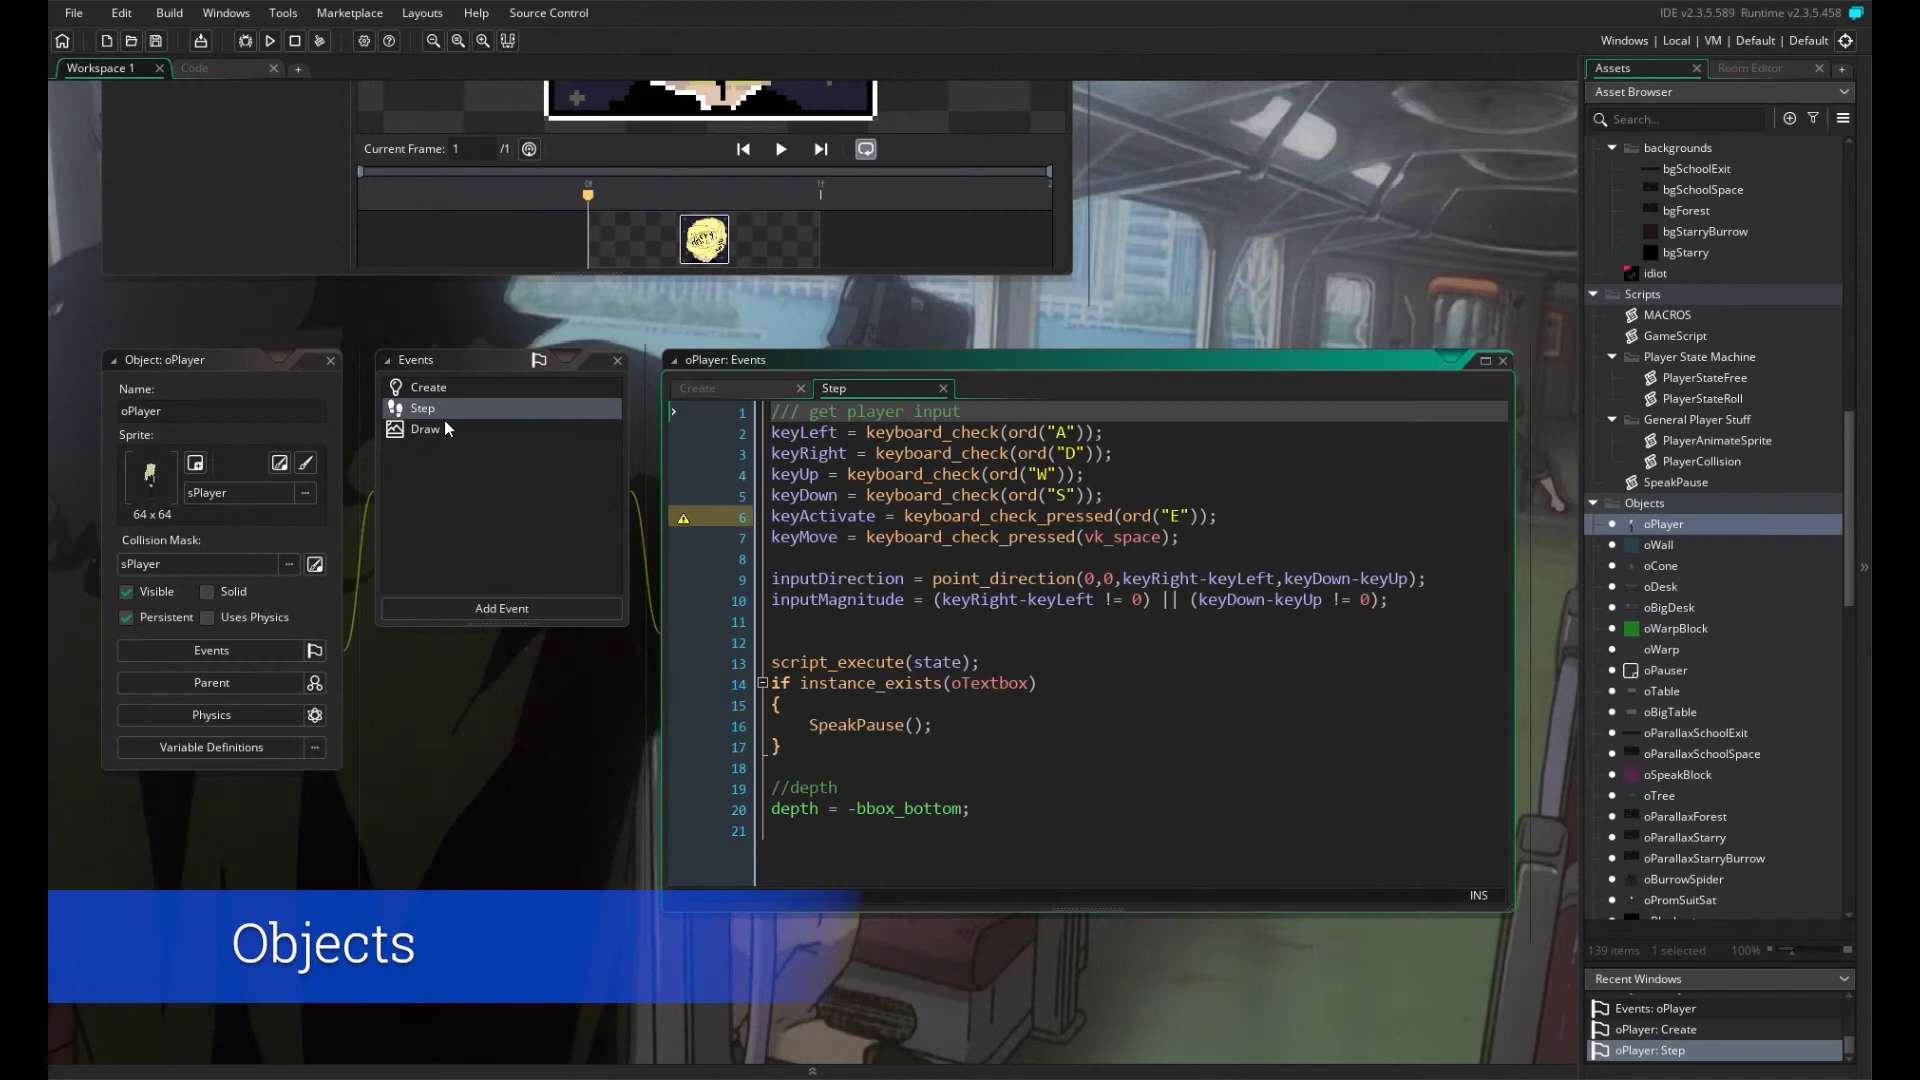 File Edit Build Windows Tools Marketplace Layouts Help Source Control
IDE v2.3.5.589 Runtime v2.3.5.458
Windows | Local | VM | Default | Default
Workspace 1
Code
Current Frame: 1 /1
0f
1f
2
Object: oPlayer
Name:
oPlayer
Sprite:
sPlayer
64 x 64
Collision Mask:
sPlayer
Visible Solid
Persistent Uses Physics
Events
Parent
Physics
Variable Definitions
Events
Create
Step
Draw
Add Event
oPlayer: Events
Create Step
1 /// get player input
2 keyLeft = keyboard_check(ord("A"));
3 keyRight = keyboard_check(ord("D"));
4 keyUp = keyboard_check(ord("W"));
5 keyDown = keyboard_check(ord("S"));
6 keyActivate = keyboard_check_pressed(ord("E"));
7 keyMove = keyboard_check_pressed(vk_space);
8
9 inputDirection = point_direction(0,0,keyRight-keyLeft,keyDown-keyUp);
10 inputMagnitude = (keyRight-keyLeft != 0) || (keyDown-keyUp != 0);
11
12
13 script_execute(state);
14 if instance_exists(oTextbox)
15 {
16 SpeakPause();
17 }
18
19 //depth
20 depth = -bbox_bottom;
21
INS
Objects
Assets Room Editor
Asset Browser
Search...
backgrounds
bgSchoolExit
bgSchoolSpace
bgForest
bgStarryBurrow
bgStarry
idiot
Scripts
MACROS
GameScript
Player State Machine
PlayerStateFree
PlayerStateRoll
General Player Stuff
PlayerAnimateSprite
PlayerCollision
SpeakPause
Objects
oPlayer
oWall
oCone
oDesk
oBigDesk
oWarpBlock
oWarp
oPauser
oTable
oBigTable
oParallaxSchoolExit
oParallaxSchoolSpace
oSpeakBlock
oTree
oParallaxForest
oParallaxStarry
oParallaxStarryBurrow
oBurrowSpider
oPromSuitSat
139 items 1 selected 100%
Recent Windows
Events: oPlayer
oPlayer: Create
oPlayer: Step